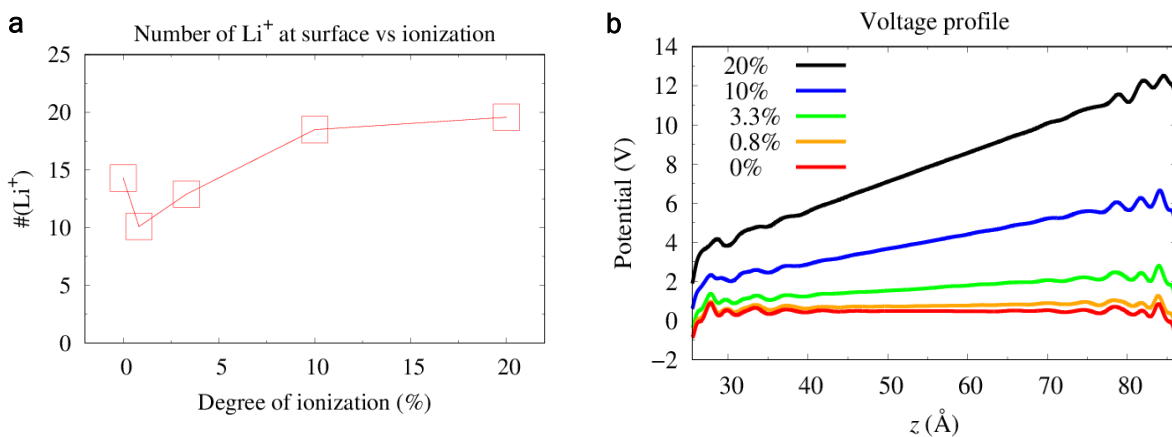 a
Number of Li⁺ at surface vs ionization
25
20
15
10
5
0
#(Li⁺)
0 5 10 15 20
Degree of ionization (%)
b
Voltage profile
14
12
10
8
6
4
2
0
−2
Potential (V)
20%
10%
3.3%
0.8%
0%
30 40 50 60 70 80
z (Å)